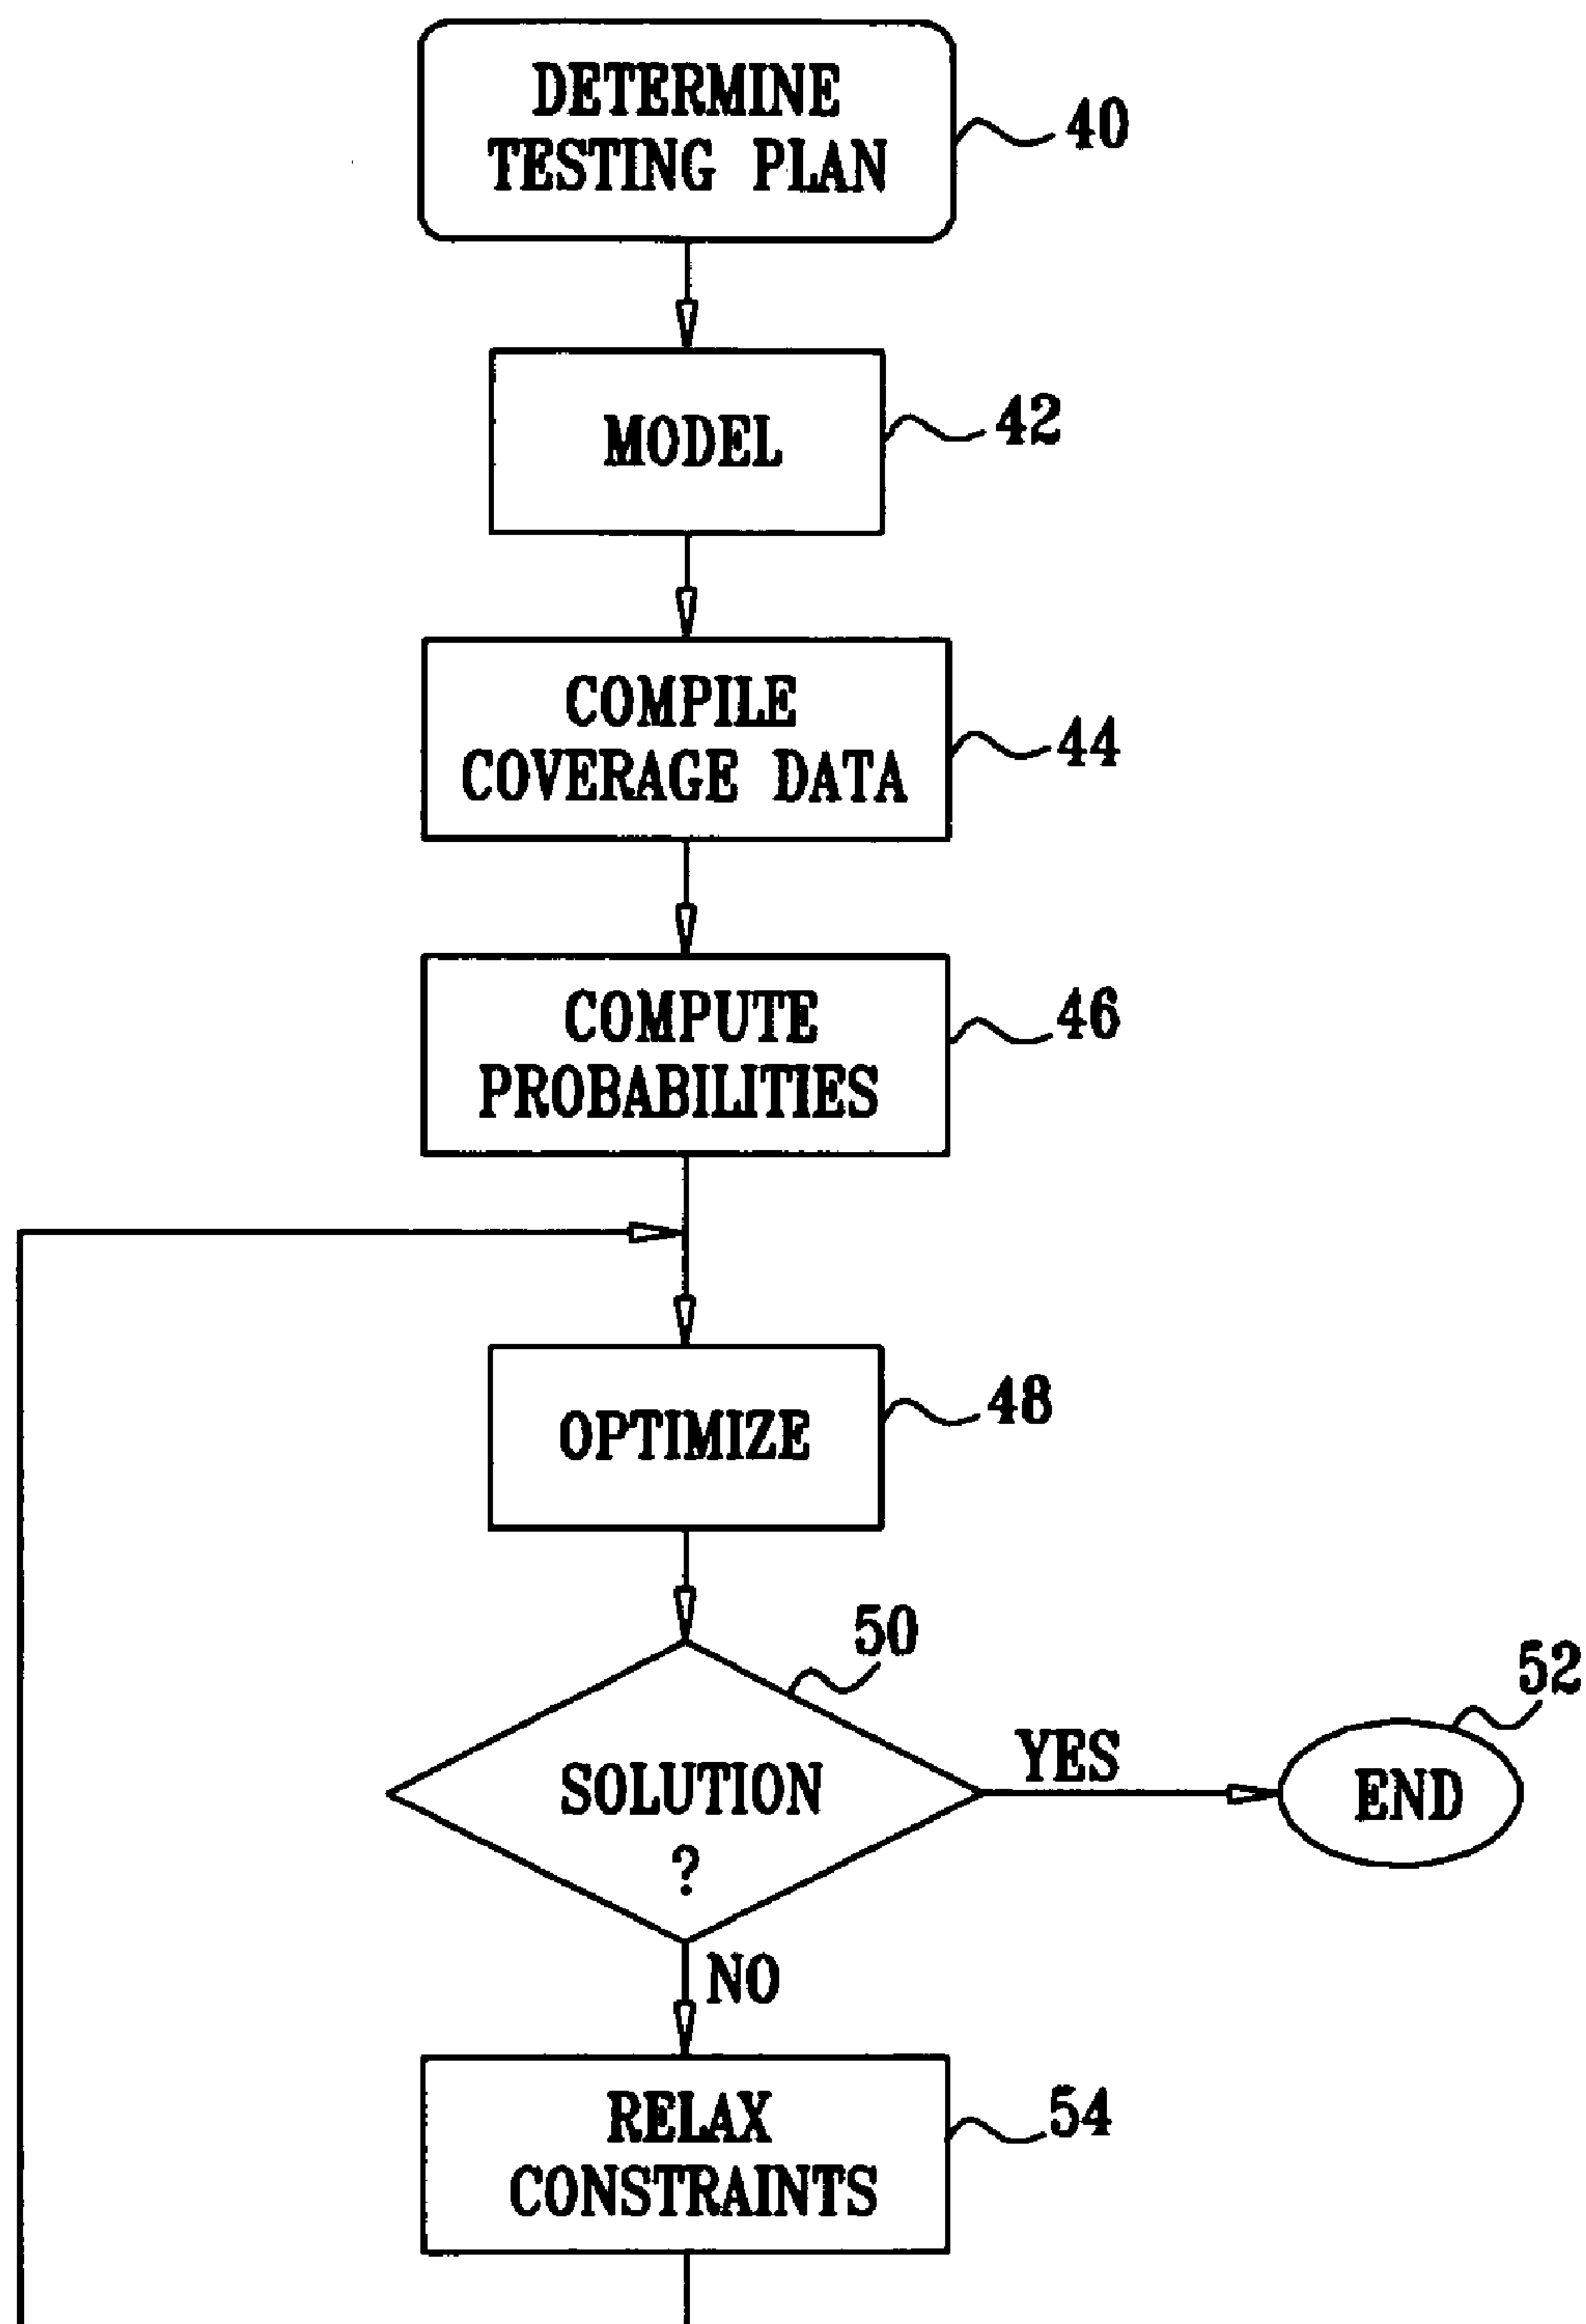 DETERMINE
TESTING PLAN
40
MODEL
42
COMPILE
COVERAGE DATA
44
COMPUTE
PROBABILITIES
46
OPTIMIZE
48
50
SOLUTION
?
YES
52
END
NO
RELAX
CONSTRAINTS
54